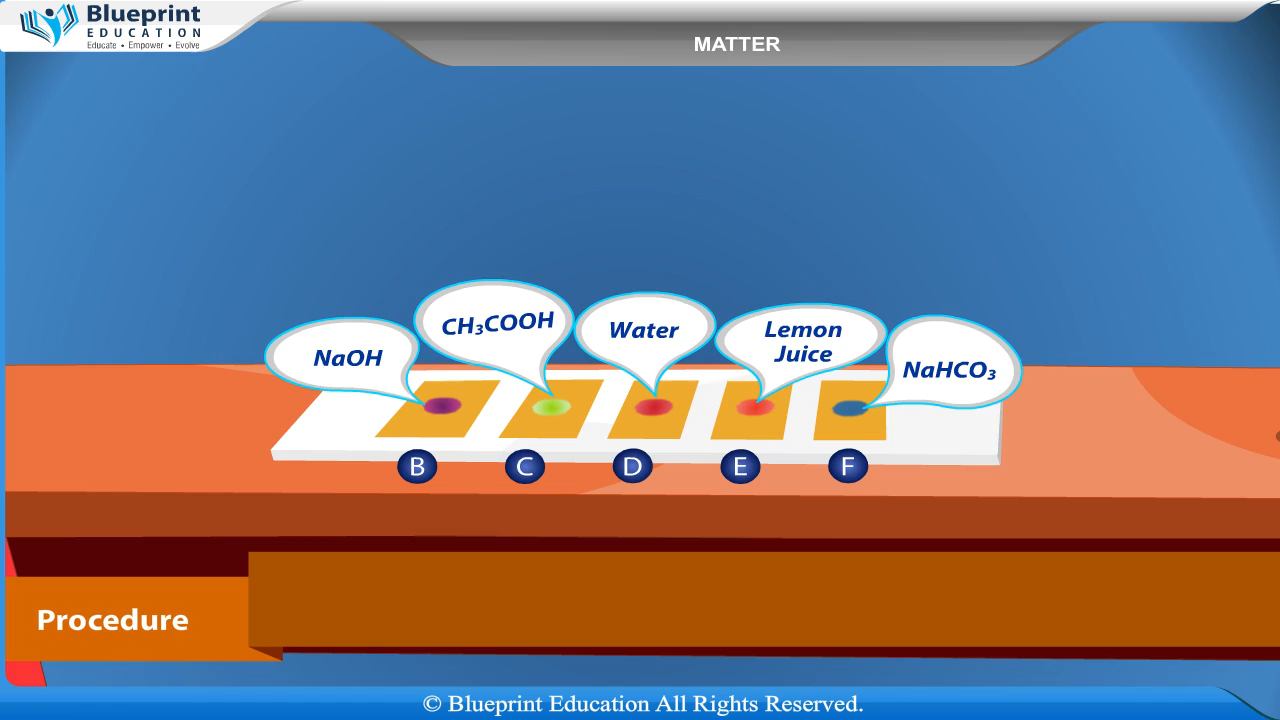 Blueprint
EDUCATION
Educate • Empower • Evolve
MATTER
NaOH
CH₃COOH
Water
Lemon
Juice
NaHCO₃
B
C
D
E
F
Procedure
© Blueprint Education All Rights Reserved.